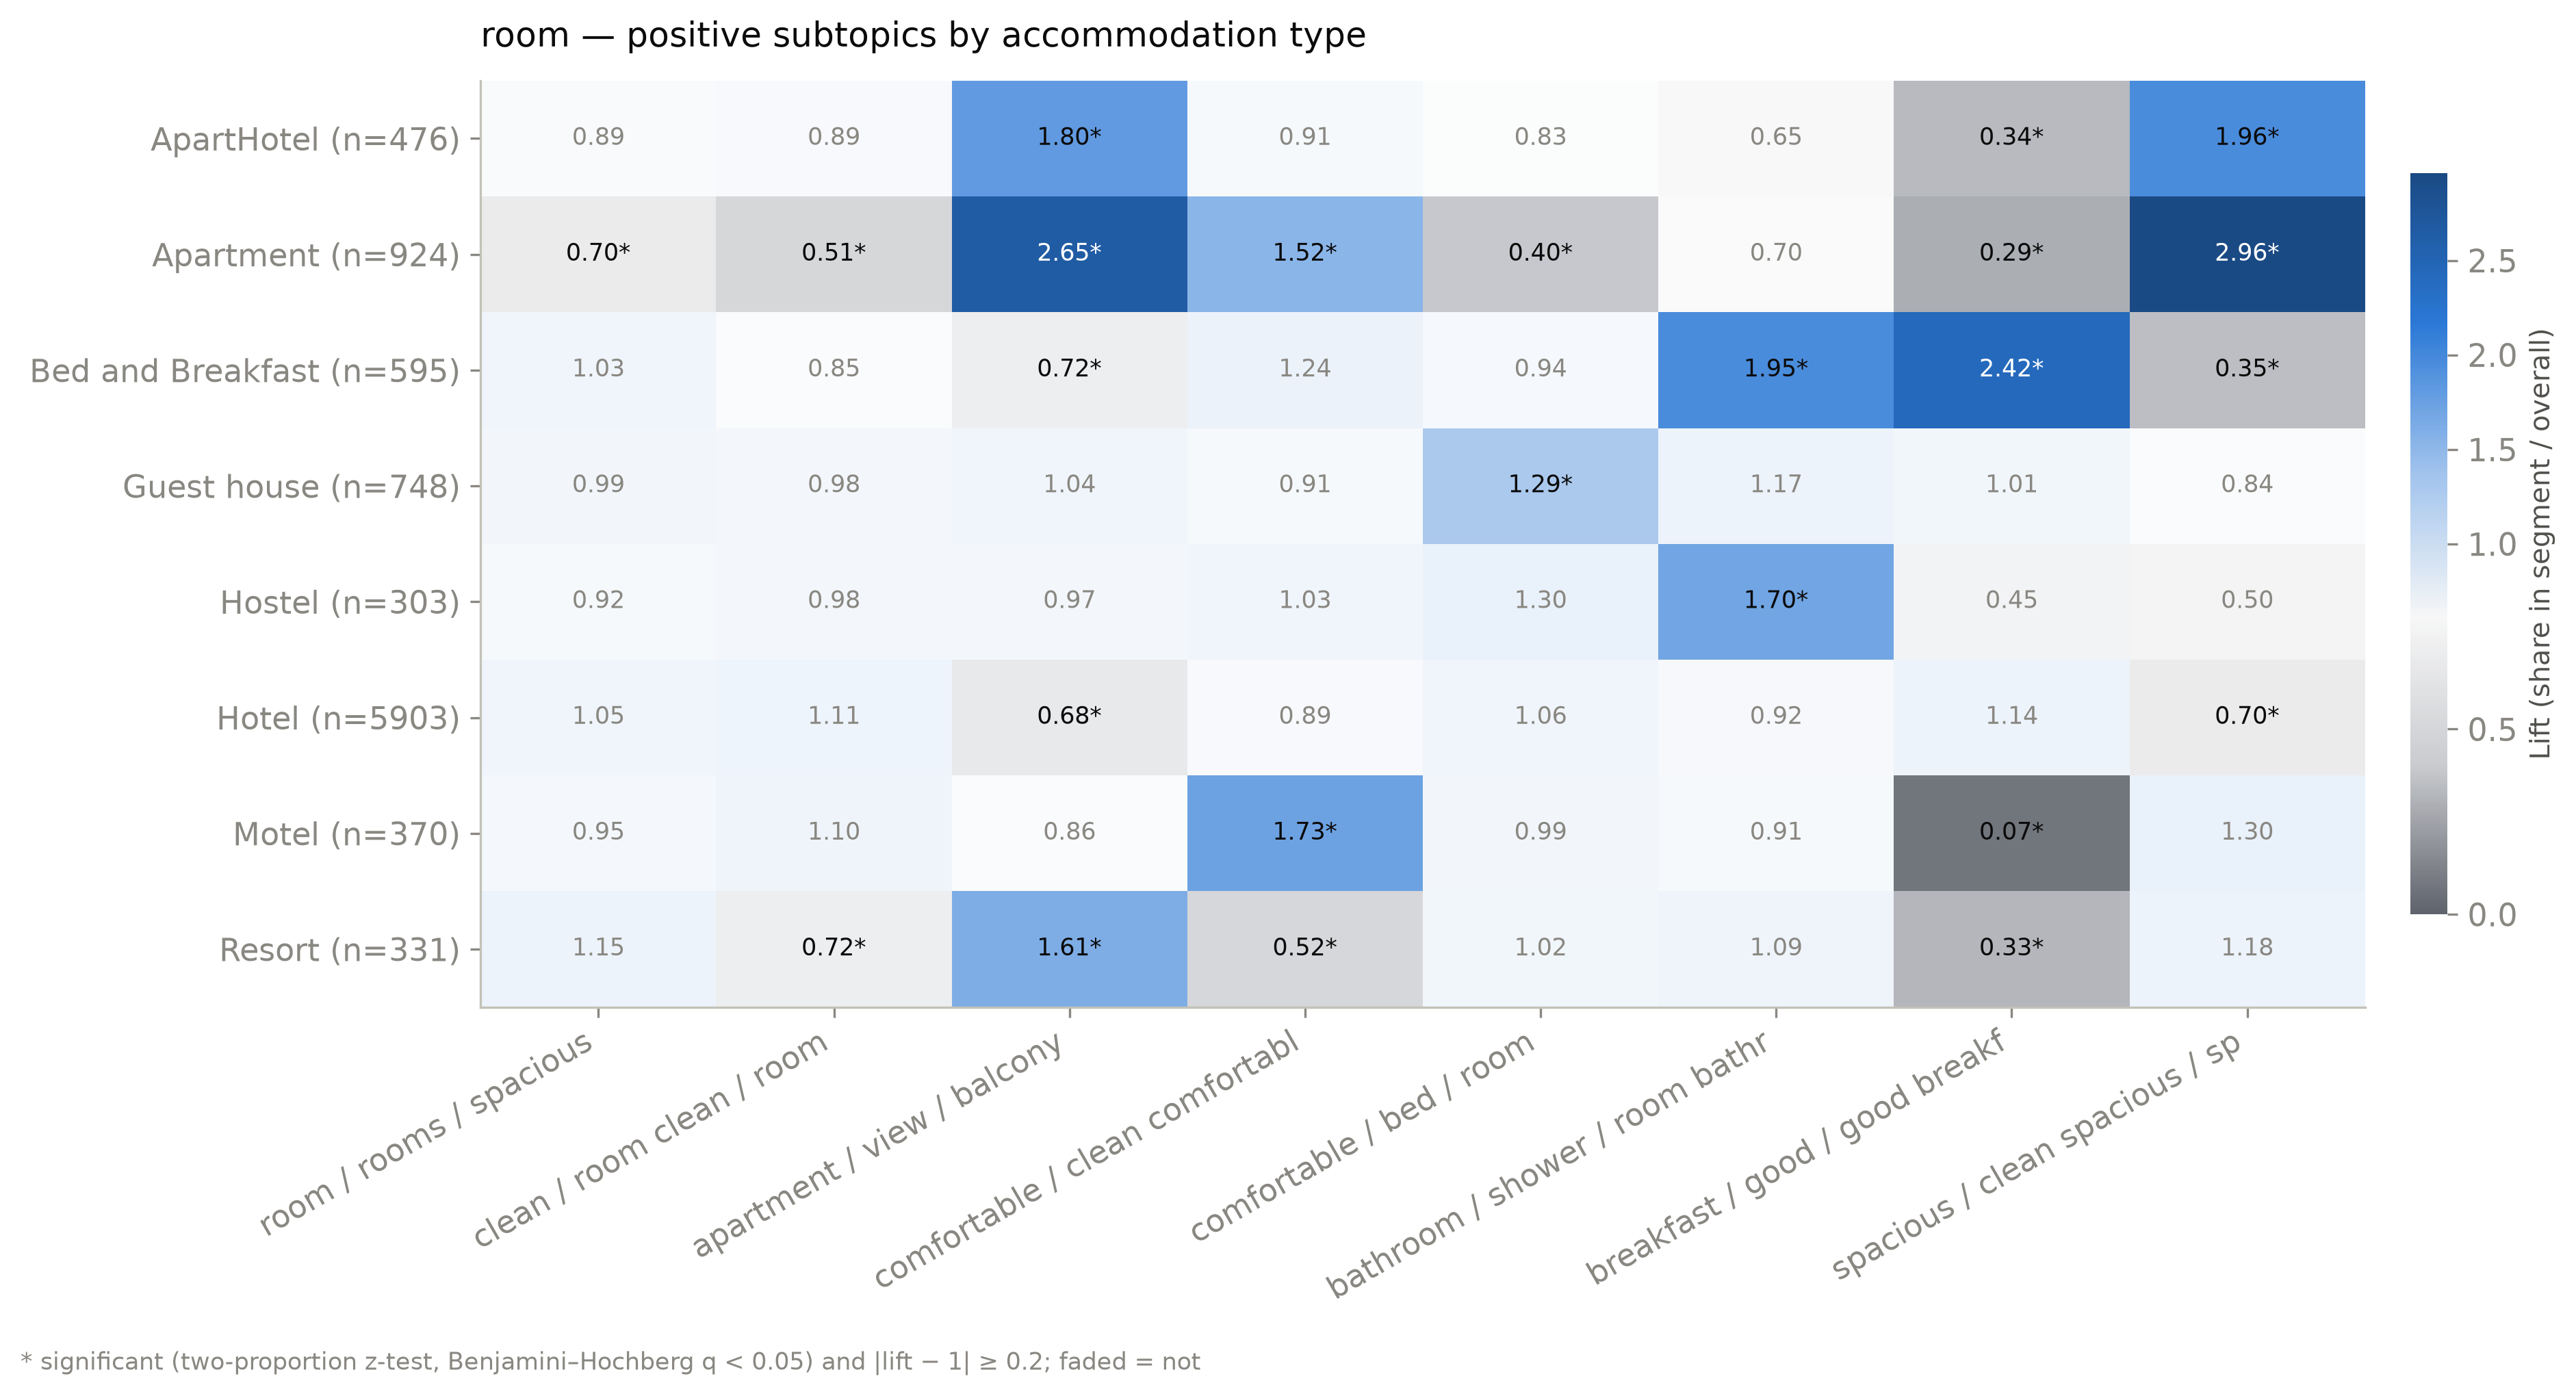 room — positive subtopics by accommodation type
ApartHotel (n=476) 0.89 0.89 1.80* 0.91 0.83 0.65 0.34* 1.96*
Apartment (n=924) 0.70* 0.51* 2.65* 1.52* 0.40* 0.70 0.29* 2.96*
Bed and Breakfast (n=595) 1.03 0.85 0.72* 1.24 0.94 1.95* 2.42* 0.35*
Guest house (n=748) 0.99 0.98 1.04 0.91 1.29* 1.17 1.01 0.84
Hostel (n=303) 0.92 0.98 0.97 1.03 1.30 1.70* 0.45 0.50
Hotel (n=5903) 1.05 1.11 0.68* 0.89 1.06 0.92 1.14 0.70*
Motel (n=370) 0.95 1.10 0.86 1.73* 0.99 0.91 0.07* 1.30
Resort (n=331) 1.15 0.72* 1.61* 0.52* 1.02 1.09 0.33* 1.18
room / rooms / spacious
clean / room clean / room
apartment / view / balcony
comfortable / clean comfortabl
comfortable / bed / room
bathroom / shower / room bathr
breakfast / good / good breakf
spacious / clean spacious / sp
2.5
2.0
1.5
1.0
0.5
0.0
Lift (share in segment / overall)
* significant (two-proportion z-test, Benjamini–Hochberg q < 0.05) and |lift − 1| ≥ 0.2; faded = not